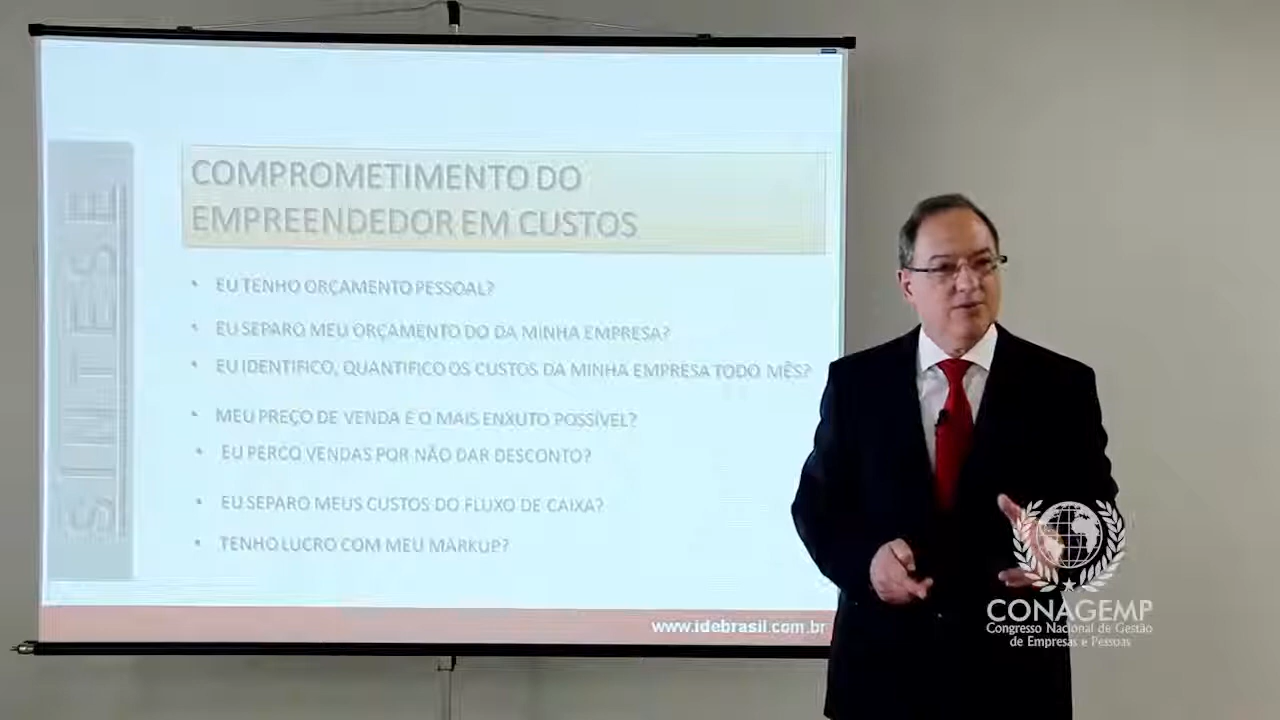 SINTESE
COMPROMETIMENTO DO
EMPREENDEDOR EM CUSTOS
• EU TENHO ORÇAMENTO PESSOAL?
• EU SEPARO MEU ORÇAMENTO DO DA MINHA EMPRESA?
• EU IDENTIFICO, QUANTIFICO OS CUSTOS DA MINHA EMPRESA TODO MÊS?
• MEU PREÇO DE VENDA E O MAIS ENXUTO POSSÍVEL?
• EU PERCO VENDAS POR NÃO DAR DESCONTO?
• EU SEPARO MEUS CUSTOS DO FLUXO DE CAIXA?
• TENHO LUCRO COM MEU MARKUP?
www.idebrasil.com.br
CONAGEMP
Congresso Nacional de Gestão
de Empresas e Pessoas